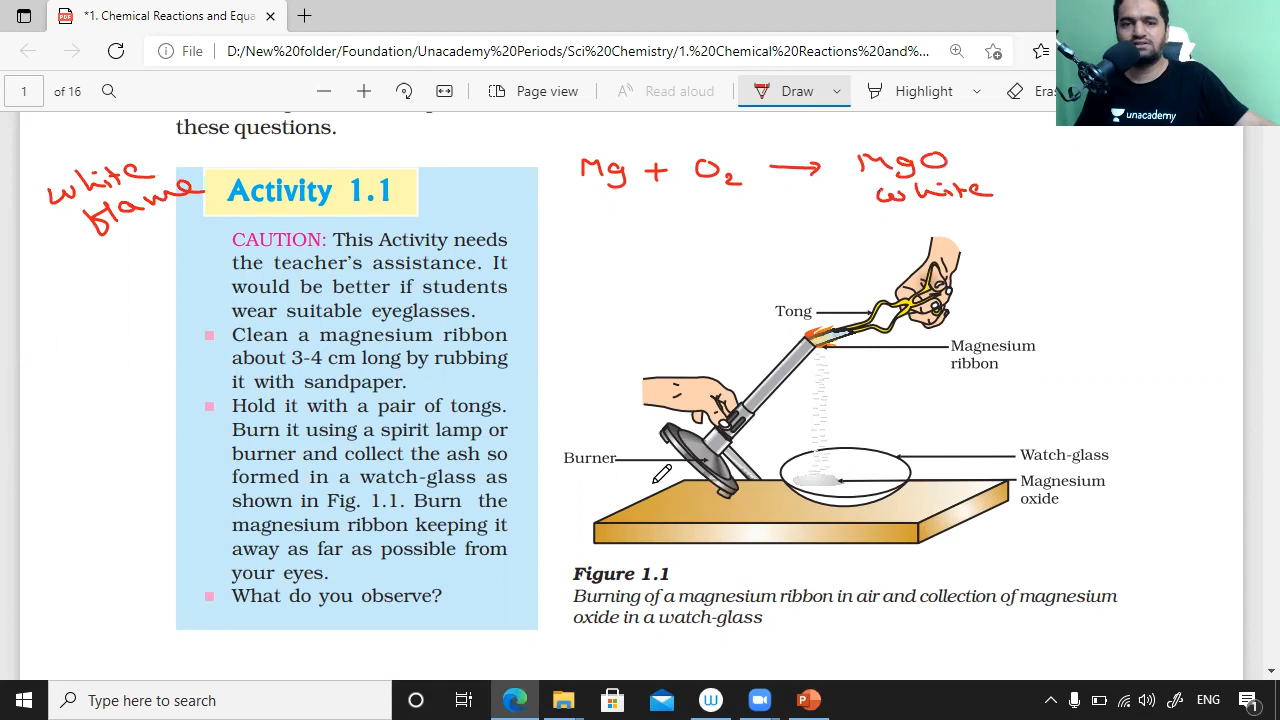 *1. Chemical Reactions and Equa
File
D:/New%20folder/Foundation/Unacademy%20Periods/Sci%20Chemistry/1.%20Chemical%20Reactions%20and%...
1 of 16
Page view
Read aloud
Draw
Highlight
Eras
unacademy
these questions.
white
flame
Activity 1.1
Mg + O2 → MgO
white
CAUTION: This Activity needs
the teacher's assistance. It
would be better if students
wear suitable eyeglasses.
Clean a magnesium ribbon
about 3-4 cm long by rubbing
it with sandpaper.
Hold it with a pair of tongs.
Burn it using a spirit lamp or
burner and collect the ash so
formed in a watch-glass as
shown in Fig. 1.1. Burn the
magnesium ribbon keeping it
away as far as possible from
your eyes.
What do you observe?
Tong
Magnesium
ribbon
Burner
Watch-glass
Magnesium
oxide
Figure 1.1
Burning of a magnesium ribbon in air and collection of magnesium
oxide in a watch-glass
Type here to search
ENG
1